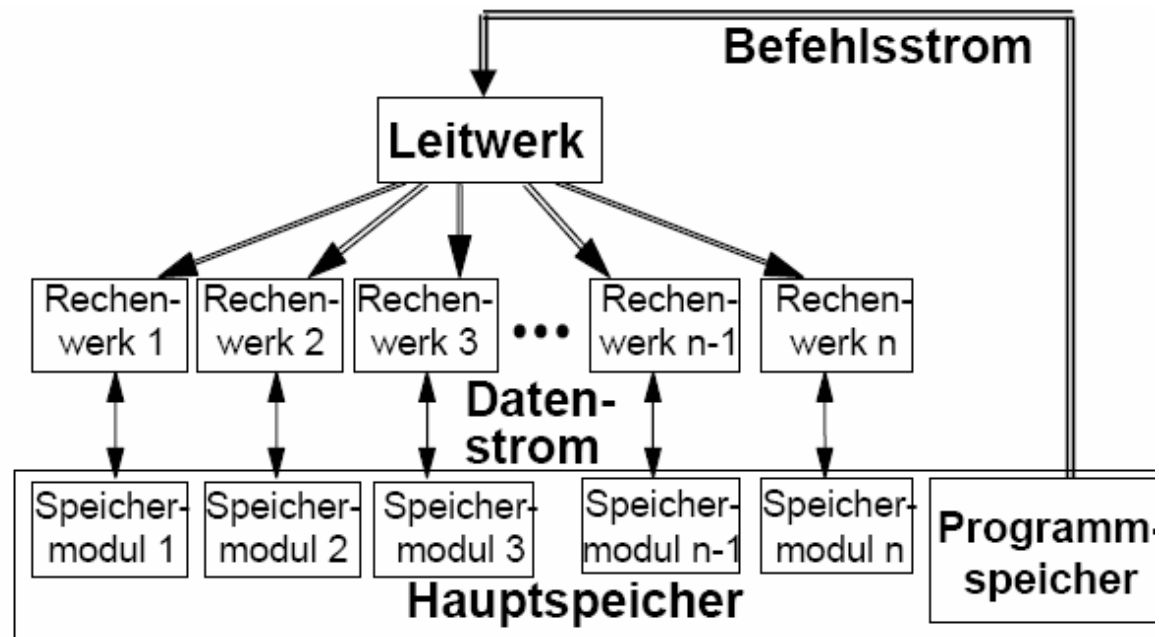 Befehlsstrom
Leitwerk
Rechen-
werk 1
Rechen-
werk 2
Rechen-
werk 3
•••
Rechen-
werk n-1
Rechen-
werk n
Daten-
strom
Speicher-
modul 1
Speicher-
modul 2
Speicher-
modul 3
Speicher-
modul n-1
Speicher-
modul n
Programm-
speicher
Hauptspeicher